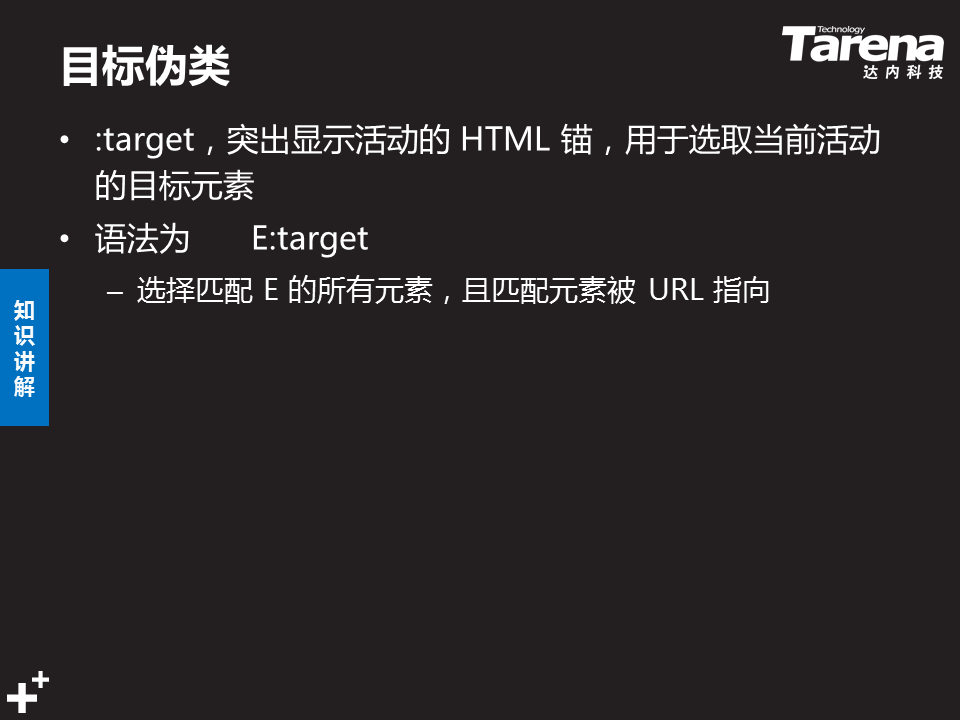 目标伪类
Technology
Tarena
达内科技
• :target，突出显示活动的 HTML 锚，用于选取当前活动
的目标元素
• 语法为 E:target
– 选择匹配 E 的所有元素，且匹配元素被 URL 指向
知
识
讲
解